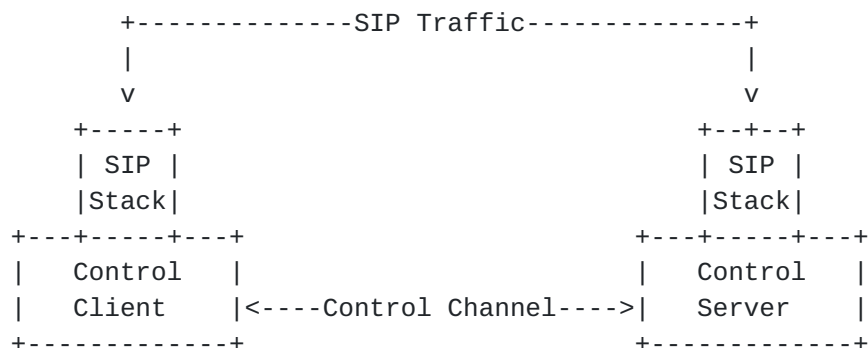 SIP Traffic
SIP SIP
Stack Stack
Control Control
Client Control Channel Server